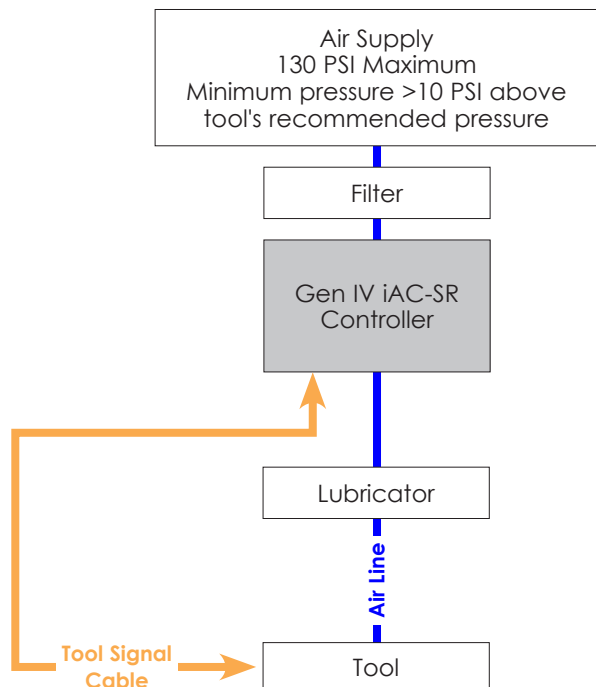 Air Supply
130 PSI Maximum
Minimum pressure >10 PSI above
tool's recommended pressure
Filter
Gen IV iAC-SR
Controller
Lubricator
Air Line
Tool Signal
Cable
Tool